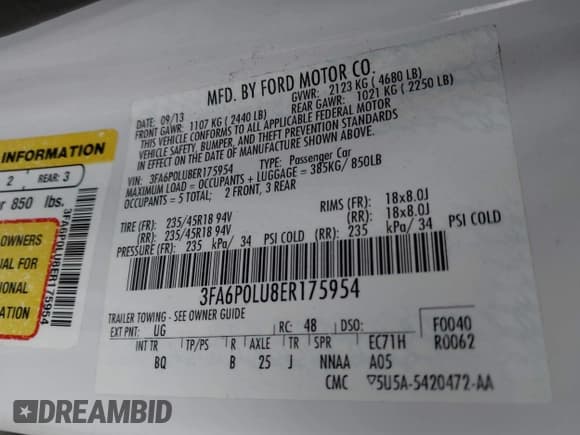 MFD. BY FORD MOTOR CO.
DATE: 09/13 GVWR: 2123 KG ( 4680 LB)
FRONT GAWR: 1107 KG ( 2440 LB) REAR GAWR: 1021 KG ( 2250 LB)
THIS VEHICLE CONFORMS TO ALL APPLICABLE FEDERAL MOTOR
VEHICLE SAFETY, BUMPER, AND THEFT PREVENTION STANDARDS
IN EFFECT ON THE DATE OF MANUFACTURE SHOWN ABOVE.
VIN: 3FA6P0LU8ER175954 TYPE: Passenger Car
MAXIMUM LOAD = OCCUPANTS + LUGGAGE = 385KG/ 850LB
OCCUPANTS = 5 TOTAL; 2 FRONT, 3 REAR
TIRE (FR): 235/45R18 94V RIMS (FR): 18x8.0J
(RR): 235/45R18 94V (RR): 18x8.0J
PRESSURE (FR): 235 kPa/ 34 PSI COLD (RR): 235 kPa/ 34 PSI COLD
3FA6P0LU8ER175954
TRAILER TOWING - SEE OWNER GUIDE
EXT PNT: UG RC: 48 DSO: F0040
INT TR TP/PS R AXLE TR SPR EC71H R0062
BQ B 25 J NNAA A05
CMC ▽5U5A-5420472-AA
INFORMATION
2 REAR: 3
850 lbs.
OWNERS
FOR
3FA6P0LU8ER175954
DREAMBID